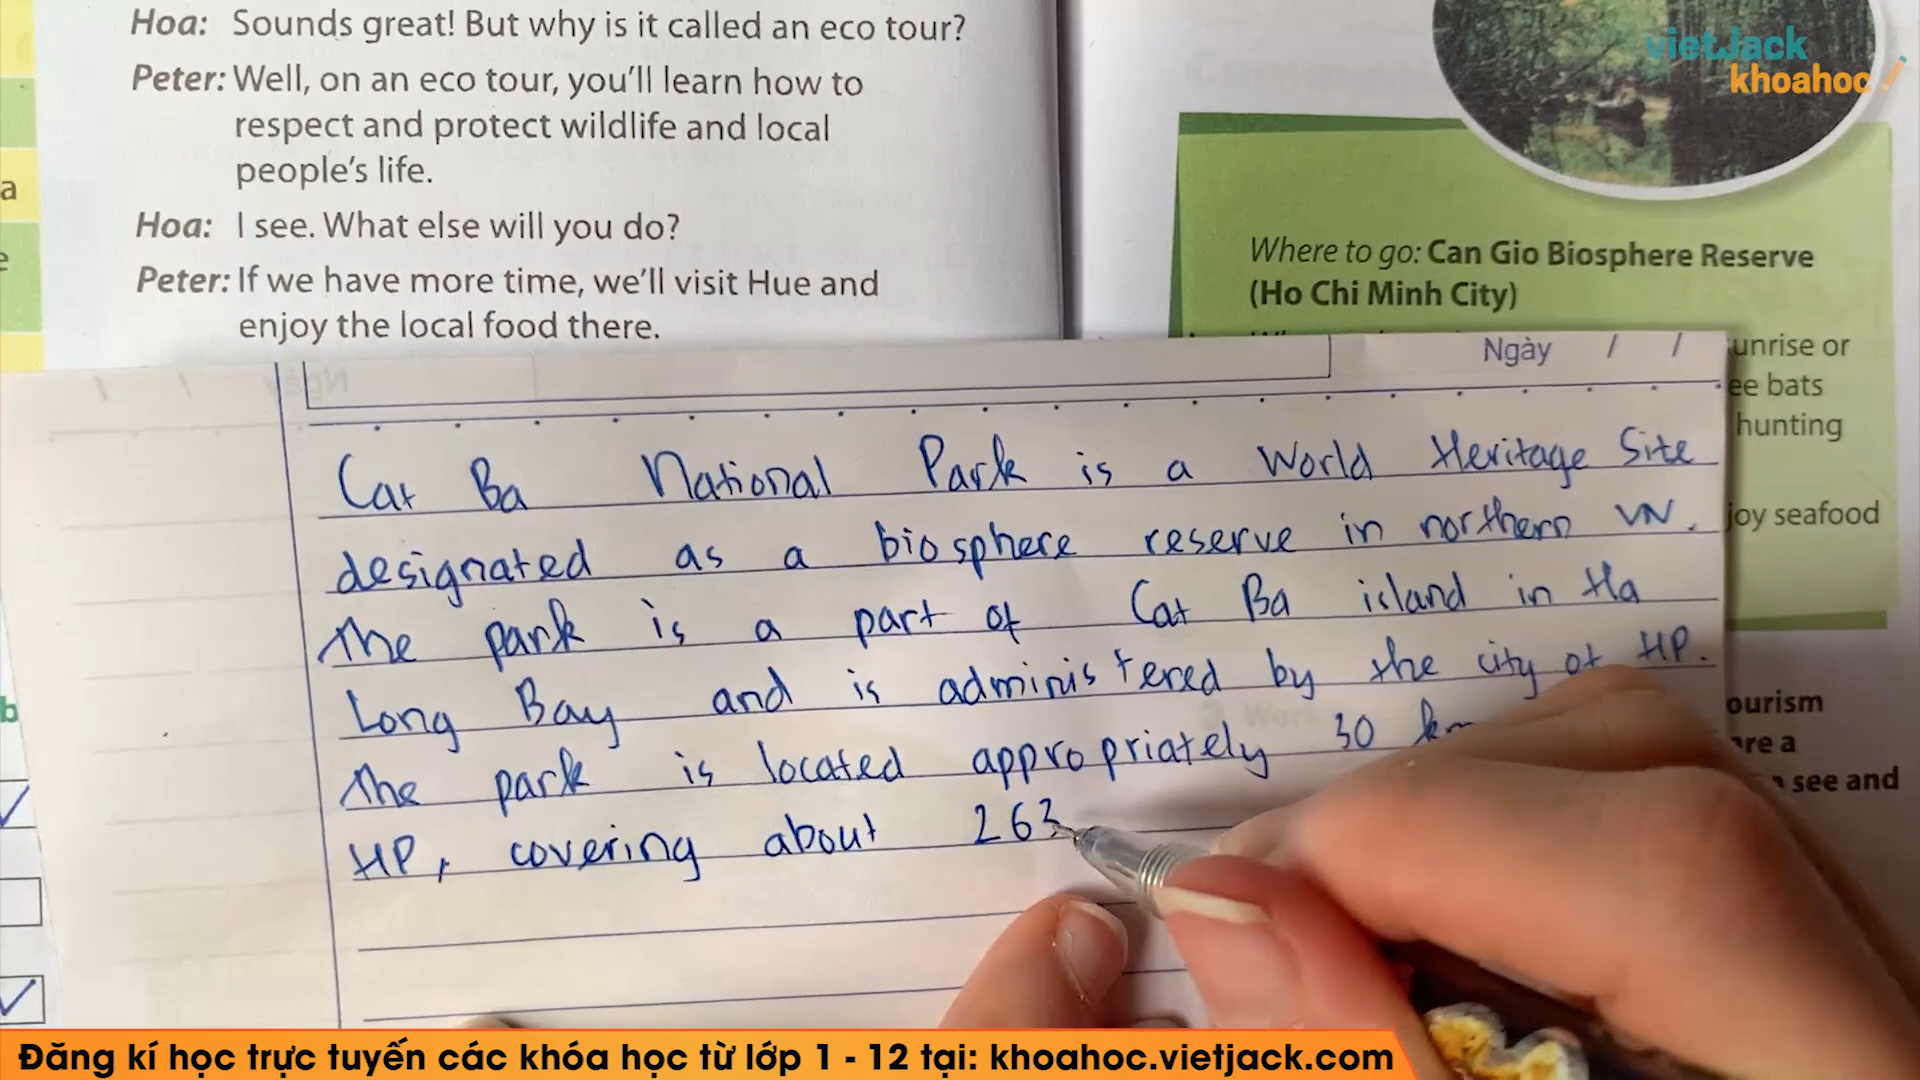 Hoa: Sounds great! But why is it called an eco tour?
Peter: Well, on an eco tour, you'll learn how to
respect and protect wildlife and local
people's life.
Hoa: I see. What else will you do?
Peter: If we have more time, we'll visit Hue and
enjoy the local food there.
a
b
vietJack
khoahoc
Where to go: Can Gio Biosphere Reserve
(Ho Chi Minh City)
unrise or
ee bats
hunting
joy seafood
ourism
are a
see and
Ngày / /
Cat Ba National Park is a World Heritage Site
designated as a biosphere reserve in northern VN.
The park is a part of Cat Ba island in Ha
Long Bay and is administered by the city of HP.
The park is located appropriately 30 km
HP, covering about 263
Đăng kí học trực tuyến các khóa học từ lớp 1 - 12 tại: khoahoc.vietjack.com